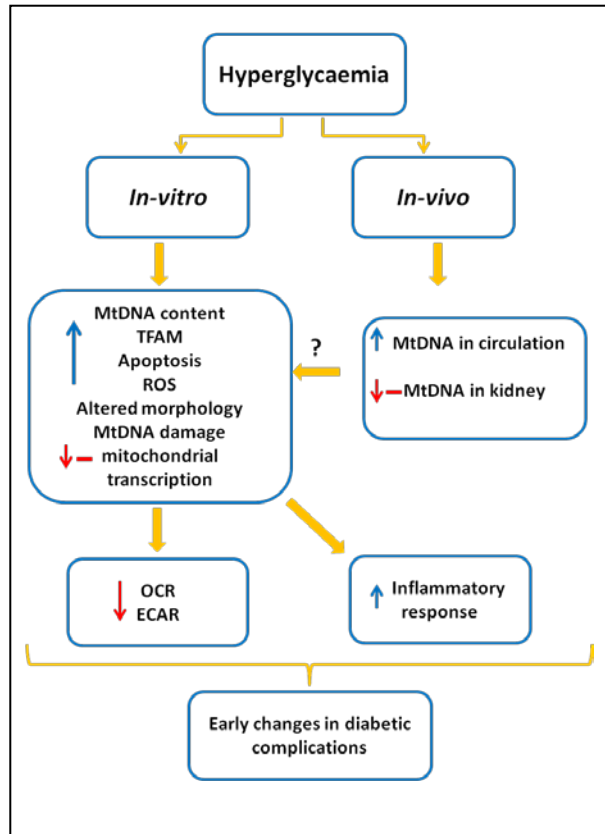 Hyperglycaemia
In-vitro
In-vivo
MtDNA content
TFAM
Apoptosis
ROS
Altered morphology
MtDNA damage
mitochondrial
transcription
?
MtDNA in circulation
MtDNA in kidney
OCR
ECAR
Inflammatory
response
Early changes in diabetic
complications